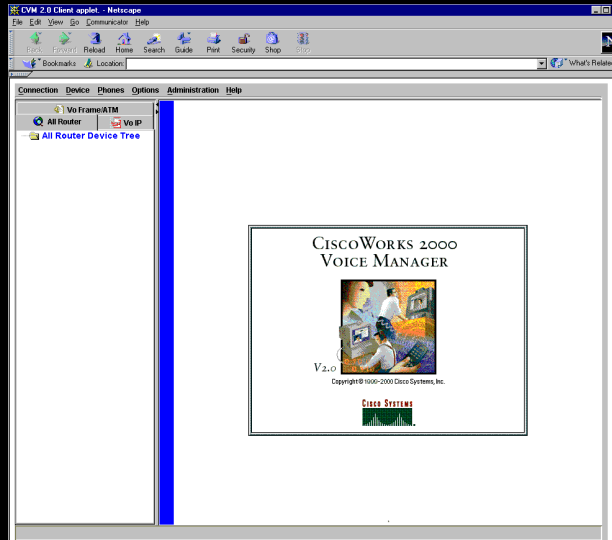 CVM 2.0 Client applet. - Netscape
File Edit View Go Communicator Help
Back Forward Reload Home Search Guide Print Security Shop Stop
Bookmarks Location: What's Relate
Connection Device Phones Options Administration Help
Vo Frame/ATM
All Router Vo IP
All Router Device Tree
CiscoWorks 2000
Voice Manager
V2.0
Copyright © 1999-2000 Cisco Systems, Inc.
Cisco Systems